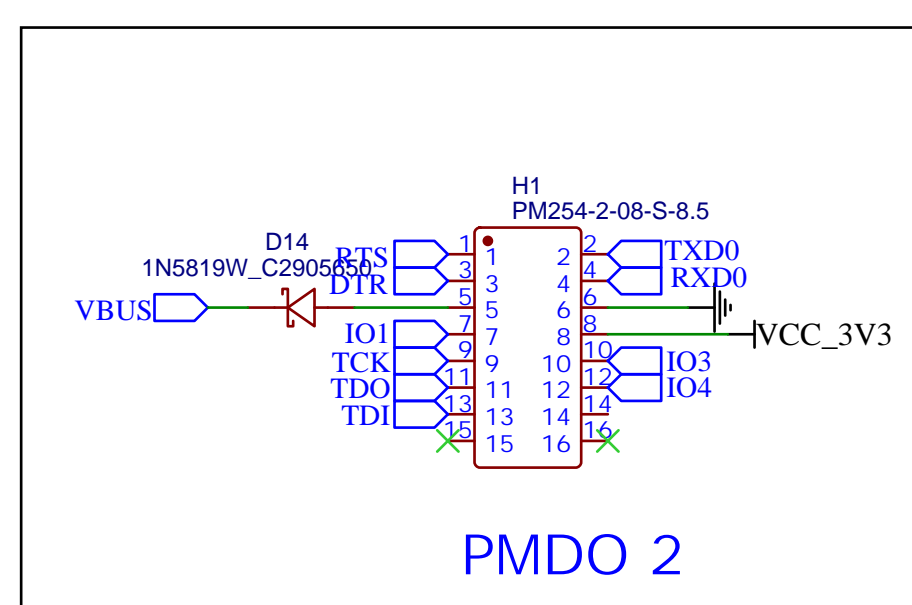 H1
PM254-2-08-S-8.5
D14
1N5819W_C2905650
RTS 1 1 2 2 TXD0
DTR 3 3 4 4 RXD0
VBUS 5 5 6 6
IO1 7 7 8 8 VCC_3V3
TCK 9 9 10 10 IO3
TDO 11 11 12 12 IO4
TDI 13 13 14 14
15 15 16 16
PMDO 2